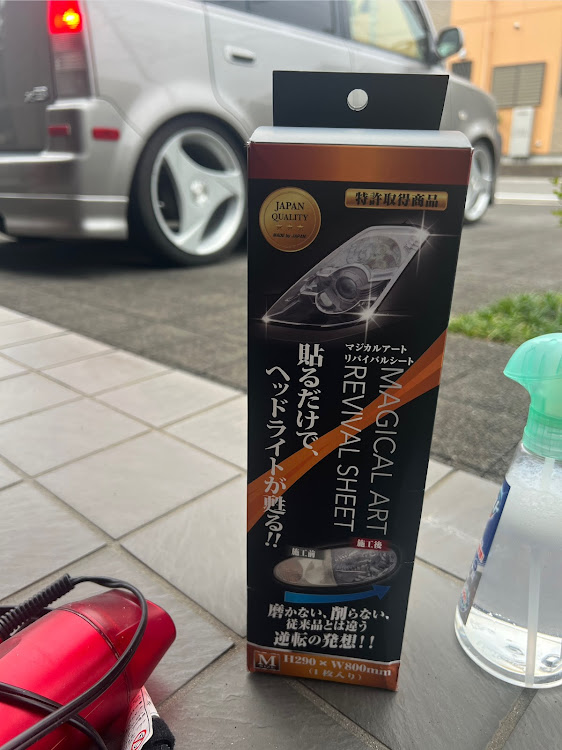 JAPAN
QUALITY
MADE IN JAPAN
特許取得商品
マジカルアート
リバイバルシート
MAGICAL ART
REVIVAL SHEET
貼るだけで、
ヘッドライトが甦る!!
施工前
施工後
磨かない、削らない、
従来品とは違う
逆転の発想!!
M
H290×W800mm
(1枚入り)